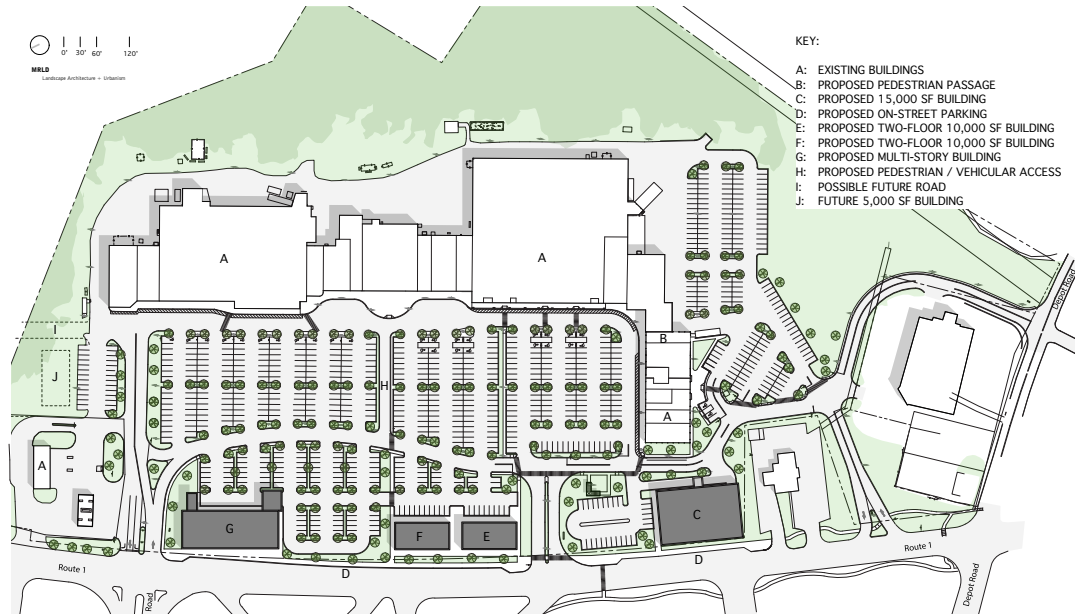 0' 30' 60' 120'
MRLD
Landscape Architecture + Urbanism
KEY:
A: EXISTING BUILDINGS
B: PROPOSED PEDESTRIAN PASSAGE
C: PROPOSED 15,000 SF BUILDING
D: PROPOSED ON-STREET PARKING
E: PROPOSED TWO-FLOOR 10,000 SF BUILDING
F: PROPOSED TWO-FLOOR 10,000 SF BUILDING
G: PROPOSED MULTI-STORY BUILDING
H: PROPOSED PEDESTRIAN / VEHICULAR ACCESS
I: POSSIBLE FUTURE ROAD
J: FUTURE 5,000 SF BUILDING
A
A
Depot Road
I
B
J
H
A
A
C
G
F
E
Route 1
D
D
Route 1
Road
Depot Road